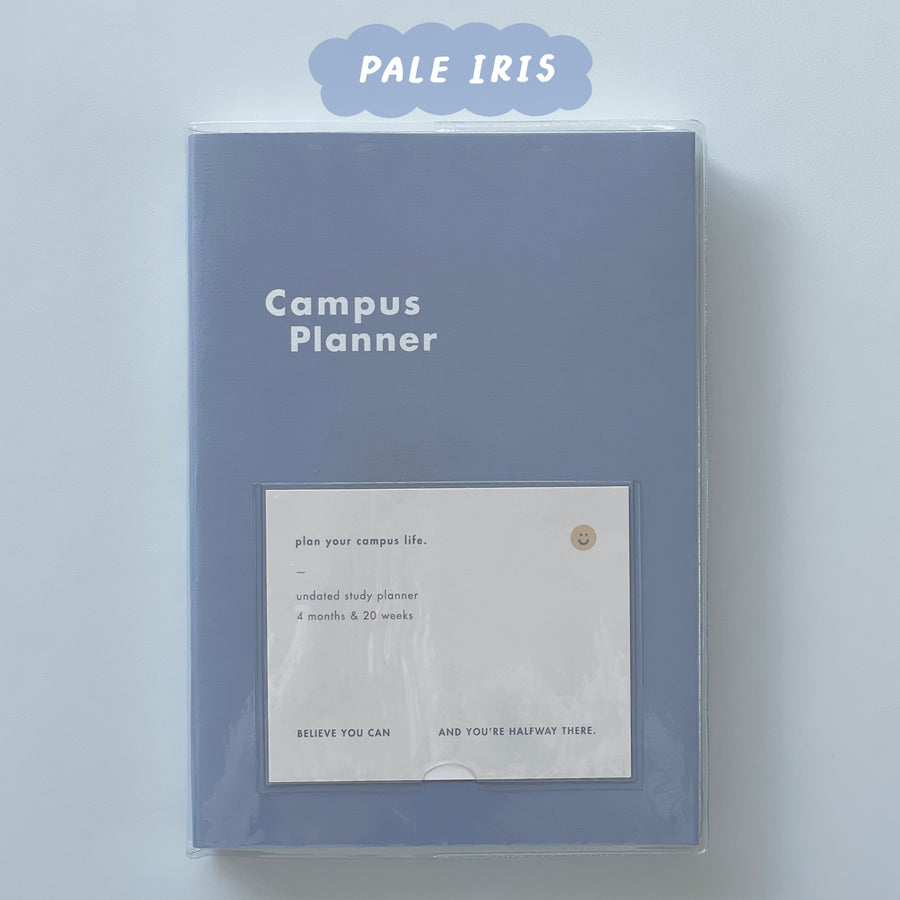 PALE IRIS
Campus
Planner
plan your campus life.
—
undated study planner
4 months & 20 weeks
BELIEVE YOU CAN AND YOU'RE HALFWAY THERE.